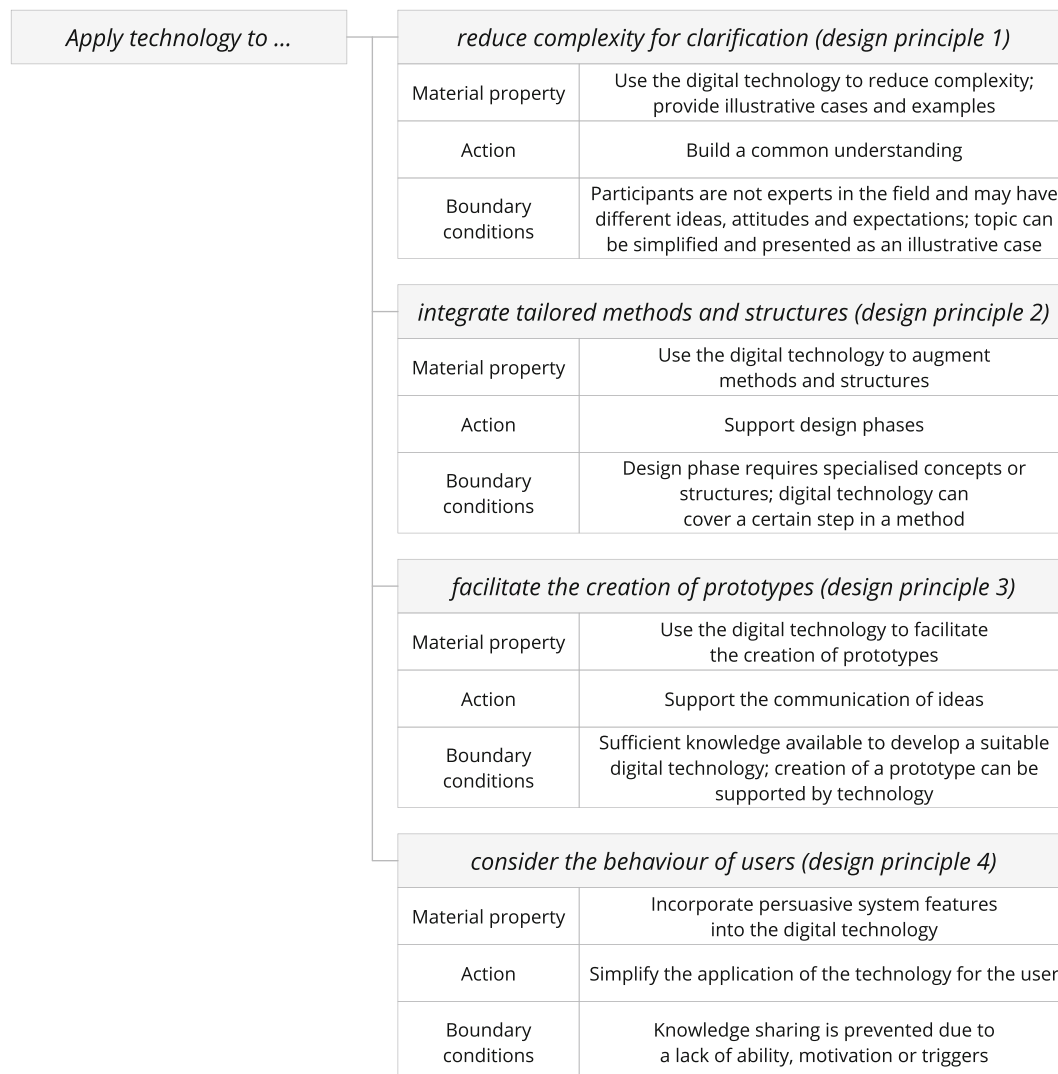 Apply technology to ...
reduce complexity for clarification (design principle 1)
Material property
Use the digital technology to reduce complexity;
provide illustrative cases and examples
Action
Build a common understanding
Boundary
conditions
Participants are not experts in the field and may have
different ideas, attitudes and expectations; topic can
be simplified and presented as an illustrative case
integrate tailored methods and structures (design principle 2)
Material property
Use the digital technology to augment
methods and structures
Action
Support design phases
Boundary
conditions
Design phase requires specialised concepts or
structures; digital technology can
cover a certain step in a method
facilitate the creation of prototypes (design principle 3)
Material property
Use the digital technology to facilitate
the creation of prototypes
Action
Support the communication of ideas
Boundary
conditions
Sufficient knowledge available to develop a suitable
digital technology; creation of a prototype can be
supported by technology
consider the behaviour of users (design principle 4)
Material property
Incorporate persuasive system features
into the digital technology
Action
Simplify the application of the technology for the user
Boundary
conditions
Knowledge sharing is prevented due to
a lack of ability, motivation or triggers